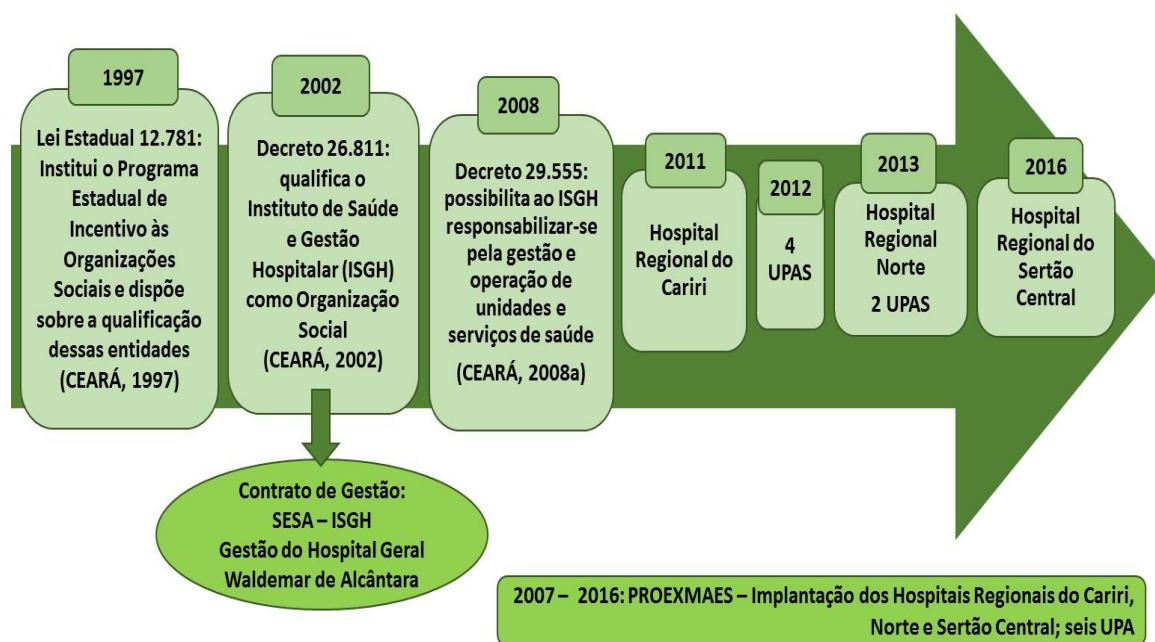 1997
Lei Estadual 12.781:
Institui o Programa
Estadual de
Incentivo às
Organizações
Sociais e dispõe
sobre a qualificação
dessas entidades
(CEARÁ, 1997)
2002
Decreto 26.811:
qualifica o
Instituto de Saúde
e Gestão
Hospitalar (ISGH)
como Organização
Social
(CEARÁ, 2002)
Contrato de Gestão:
SESA – ISGH
Gestão do Hospital Geral
Waldemar de Alcântara
2008
Decreto 29.555:
possibilita ao ISGH
responsabilizar-se
pela gestão e
operação de
unidades e
serviços de saúde
(CEARÁ, 2008a)
2011
Hospital
Regional do
Cariri
2012
4
UPAS
2013
Hospital
Regional
Norte
2 UPAS
2016
Hospital
Regional do
Sertão
Central
2007 – 2016: PROEXMAES – Implantação dos Hospitais Regionais do Cariri,
Norte e Sertão Central; seis UPA